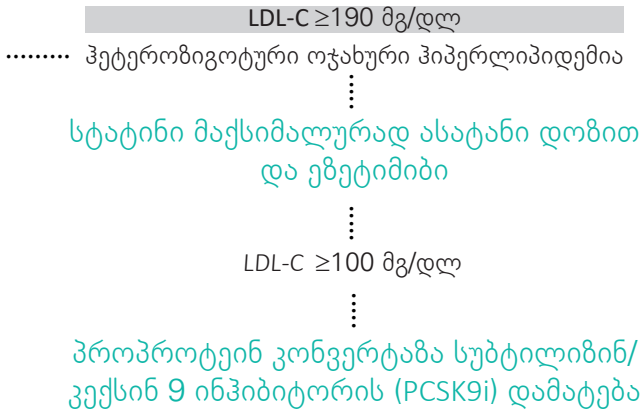 LDL-C ≥190 მგ/დლ
ჰეტეროზიგოტური ოჯახური ჰიპერლიპიდემია
სტატინი მაქსიმალურად ასატანი დოზით
და ეზეტიმიბი
LDL-C ≥100 მგ/დლ
პროპროტეინ კონვერტაზა სუბტილიზინ/
კექსინ 9 ინჰიბიტორის (PCSK9i) დამატება